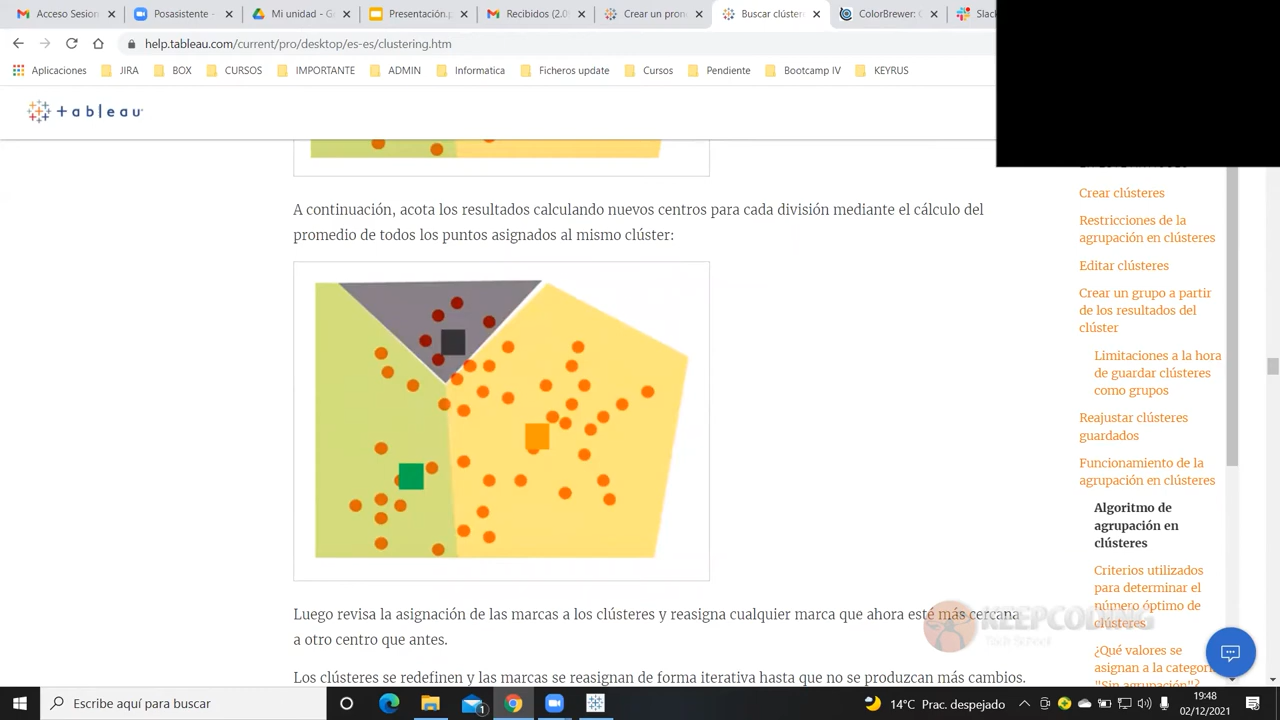 Acceso Sesion
Posasistente -
Mi unidad - G
Presentación.p
Recibidos (2.0
Crear un pron
Buscar clúster
ColorBrewer: C
Slack
help.tableau.com/current/pro/desktop/es-es/clustering.htm
Aplicaciones
JIRA
BOX
CURSOS
IMPORTANTE
ADMIN
Informatica
Ficheros update
Cursos
Pendiente
Bootcamp IV
KEYRUS
+ableau
A continuación, acota los resultados calculando nuevos centros para cada división mediante el cálculo del
promedio de todos los puntos asignados al mismo clúster:
Luego revisa la asignación de las marcas a los clústeres y reasigna cualquier marca que ahora esté más cercana
a otro centro que antes.
Los clústeres se redefinen y las marcas se reasignan de forma iterativa hasta que no se produzcan más cambios.
Crear clústeres
Restricciones de la
agrupación en clústeres
Editar clústeres
Crear un grupo a partir
de los resultados del
clúster
Limitaciones a la hora
de guardar clústeres
como grupos
Reajustar clústeres
guardados
Funcionamiento de la
agrupación en clústeres
Algoritmo de
agrupación en
clústeres
Criterios utilizados
para determinar el
número óptimo de
clústeres
¿Qué valores se
asignan a la categorí
"Sin agrupación"?
KEEPCODING
Tech School
Escribe aquí para buscar
1
14°C Prac. despejado
19:48
02/12/2021